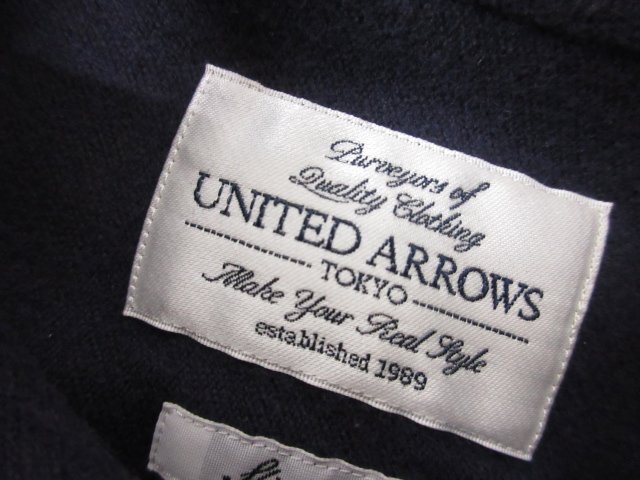 Purveyors of
Quality Clothing
UNITED ARROWS
TOKYO
Make Your Real Style
established 1989